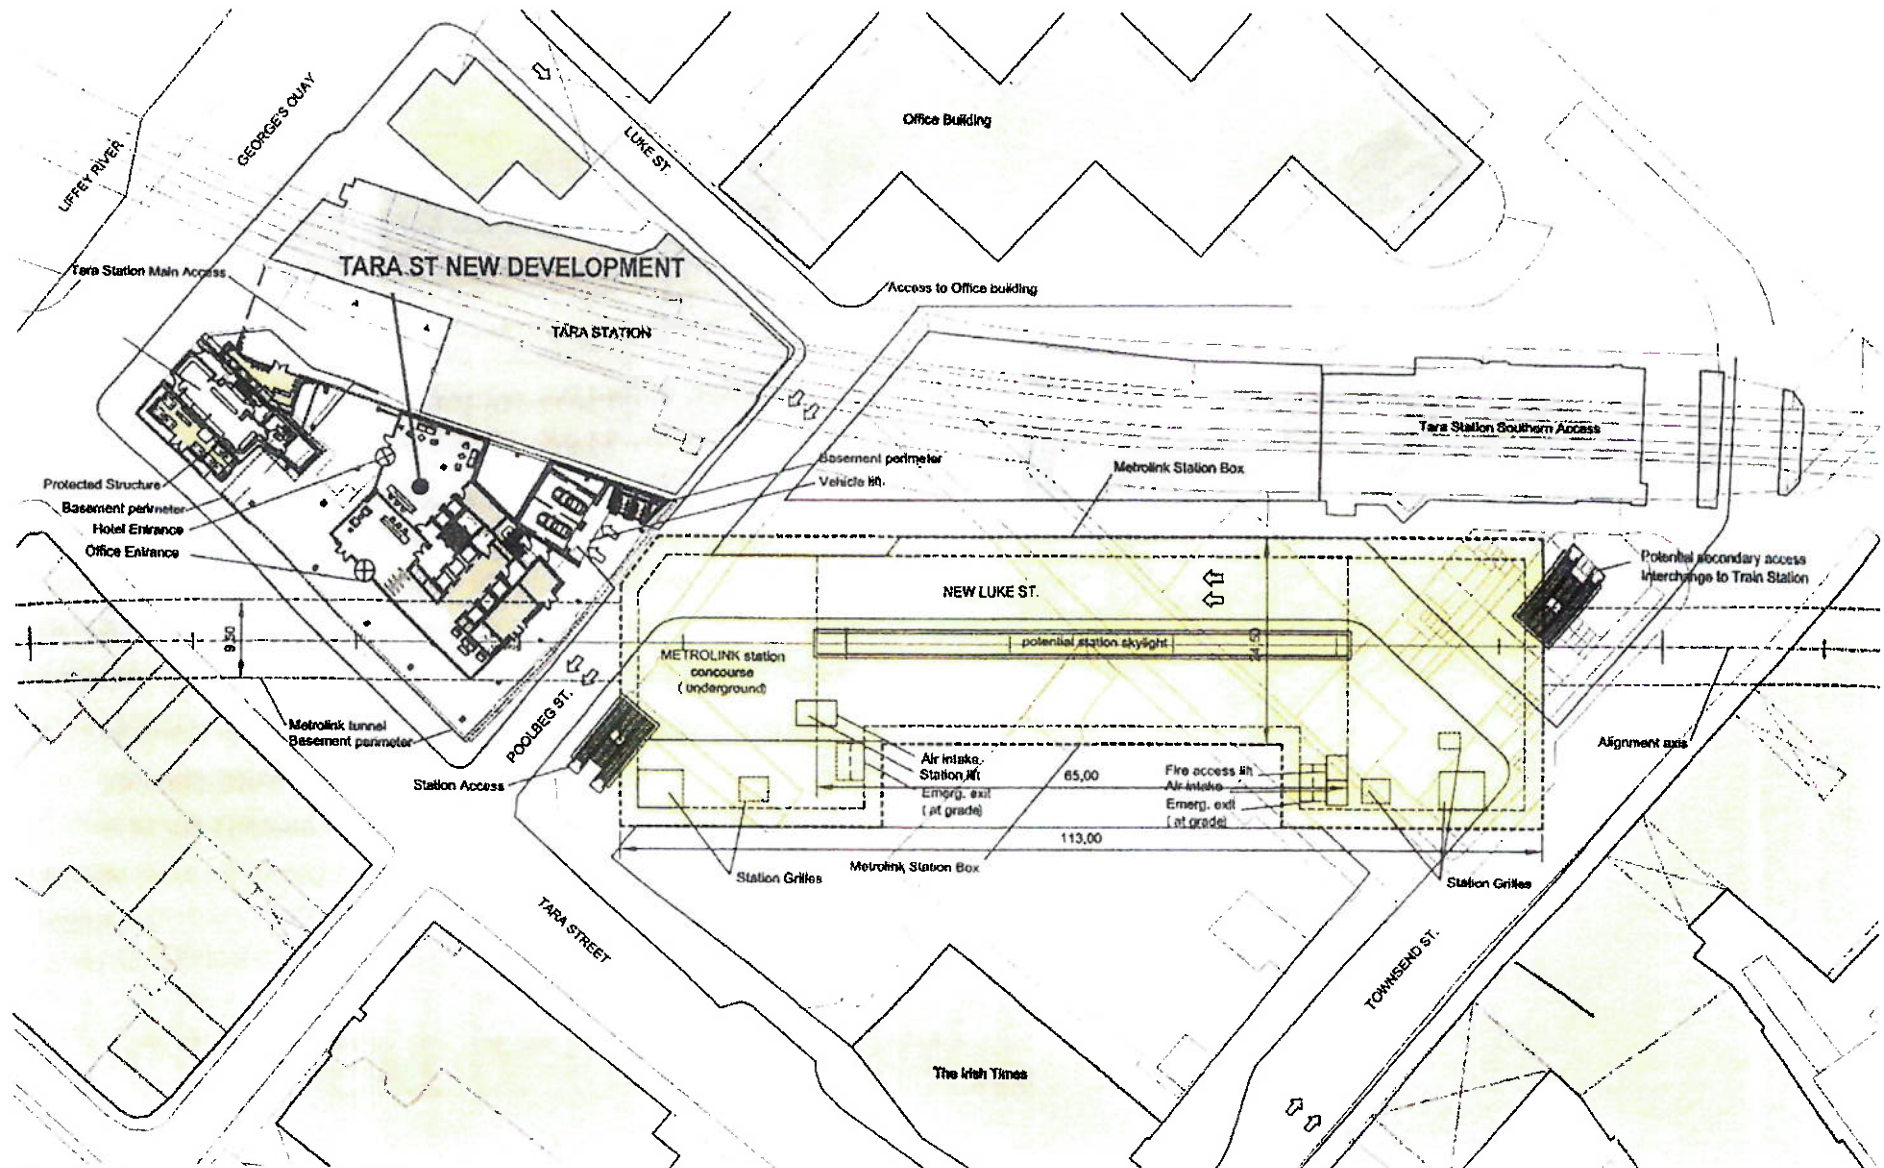 GEORGE'S QUAY
LIFFEY RIVER
LUKE ST.
Office Building
TARA ST NEW DEVELOPMENT
Tara Station Main Access
TARA STATION
Access to Office building
Tara Station Southern Access
Basement perimeter
Vehicle lift.
Metrolink Station Box
Protected Structure
Basement perimeter
Hotel Entrance
Office Entrance
Potential secondary access
Interchange to Train Station
NEW LUKE ST.
9,50
24,50
potential station skylight
METROLINK station
concourse
( underground)
POOLBEG ST.
Metrolink tunnel
Basement perimeter
Alignment axis
Station Access
Air intake
Station lift
Emerg. exit
( at grade)
65,00
Fire access lift
Air intake
Emerg. exit
( at grade)
113,00
Station Grilles
Metrolink Station Box
Station Grilles
TARA STREET
TOWNSEND ST.
The Irish Times